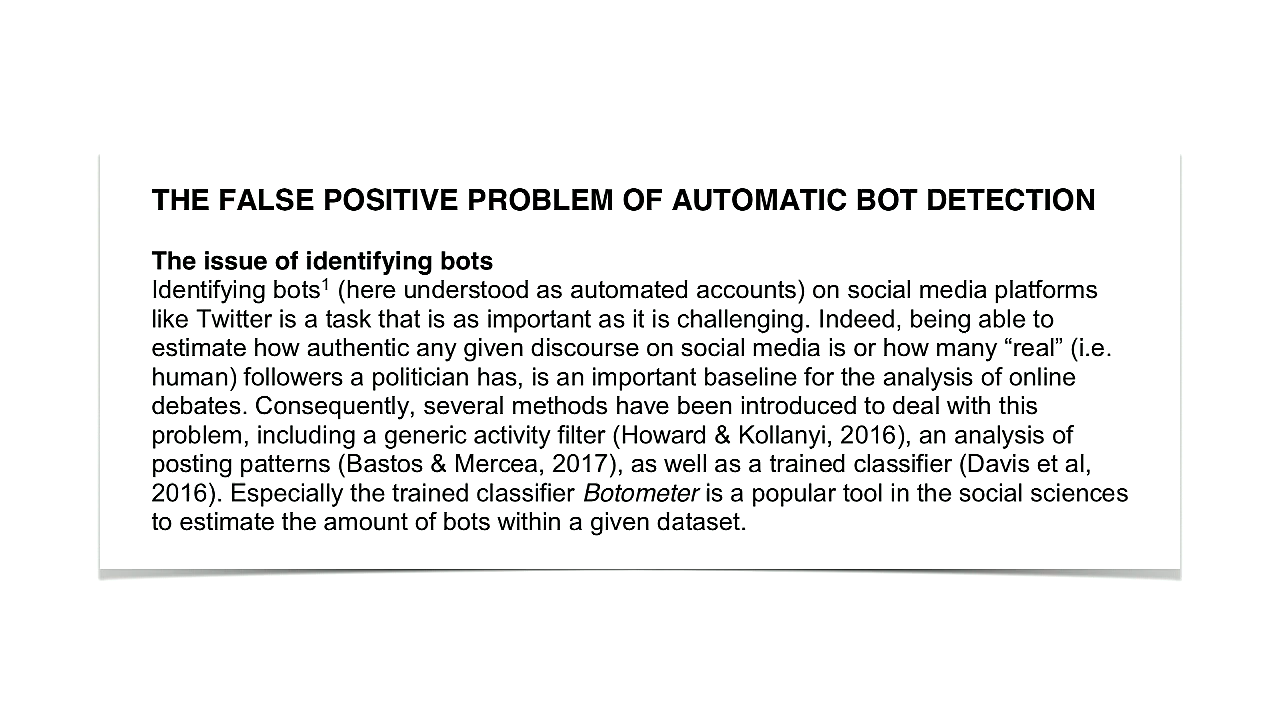 THE FALSE POSITIVE PROBLEM OF AUTOMATIC BOT DETECTION
The issue of identifying bots
Identifying bots¹ (here understood as automated accounts) on social media platforms
like Twitter is a task that is as important as it is challenging. Indeed, being able to
estimate how authentic any given discourse on social media is or how many “real” (i.e.
human) followers a politician has, is an important baseline for the analysis of online
debates. Consequently, several methods have been introduced to deal with this
problem, including a generic activity filter (Howard & Kollanyi, 2016), an analysis of
posting patterns (Bastos & Mercea, 2017), as well as a trained classifier (Davis et al,
2016). Especially the trained classifier Botometer is a popular tool in the social sciences
to estimate the amount of bots within a given dataset.